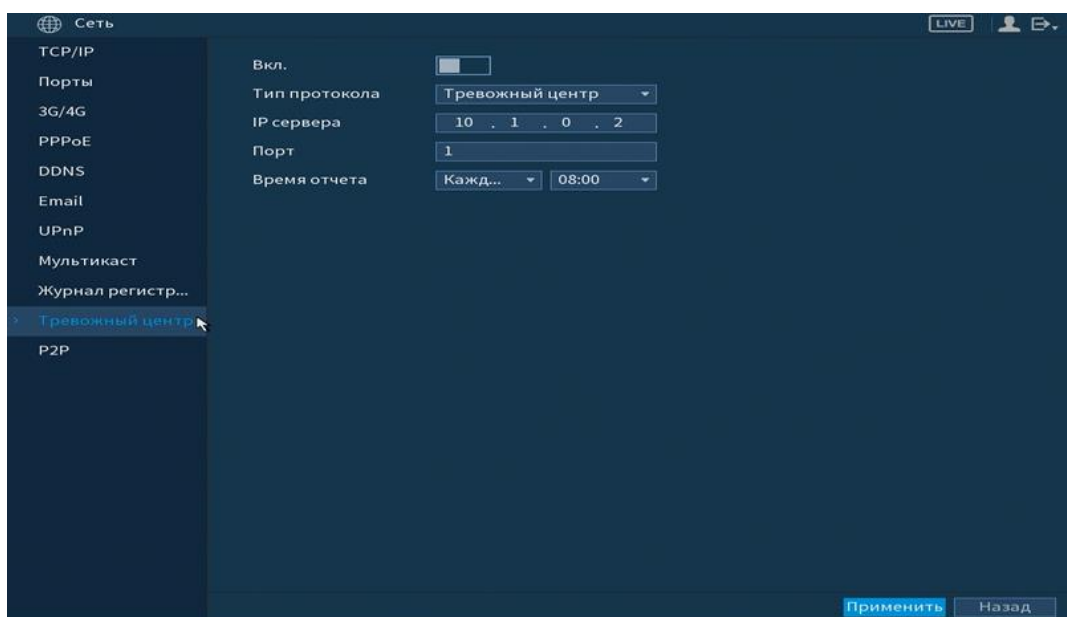 Сеть
LIVE
TCP/IP
Порты
3G/4G
PPPoE
DDNS
Email
UPnP
Мультикаст
Журнал регистр...
Тревожный центр
P2P
Вкл.
Тип протокола Тревожный центр
IP сервера 10 . 1 . 0 . 2
Порт 1
Время отчета Кажд... 08:00
Применить Назад